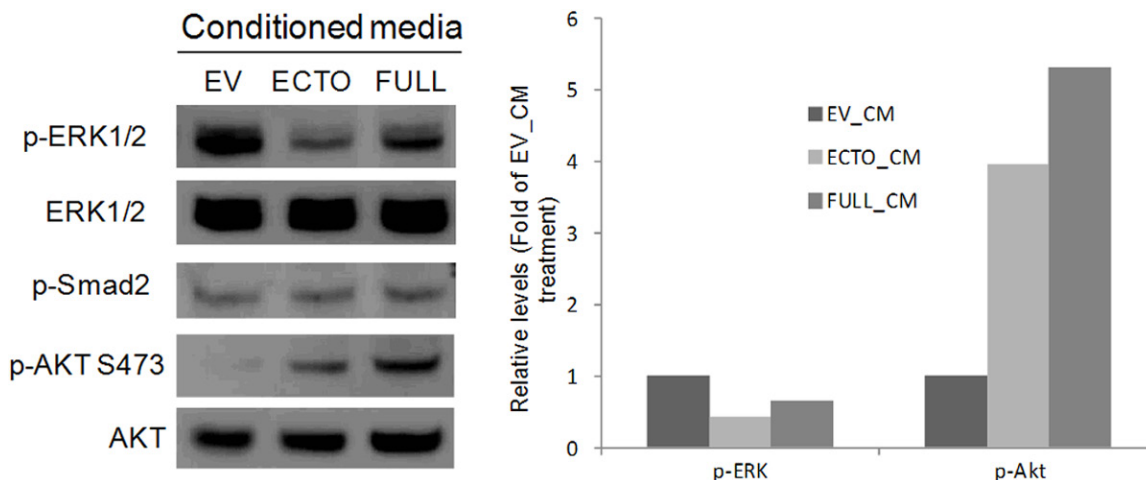 Conditioned media
EV ECTO FULL
p-ERK1/2
ERK1/2
p-Smad2
p-AKT S473
AKT
Relative levels (Fold of EV_CM
treatment)
6
5
4
3
2
1
0
EV_CM
ECTO_CM
FULL_CM
p-ERK p-Akt